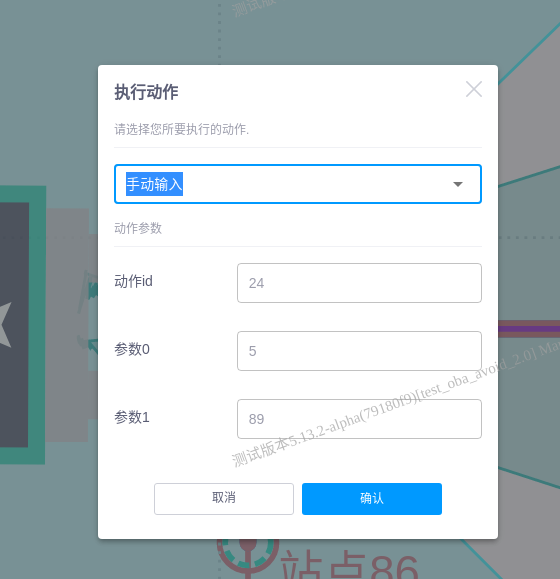 测试版
执行动作
请选择您所要执行的动作.
手动输入
动作参数
动作id
24
参数0
5
参数1
89
测试版本5.13.2-alpha(79180f9)[test_oba_avoid_2.0] Ma
取消
确认
站点86